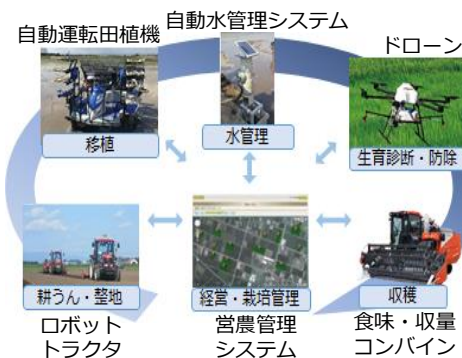 自動運転田植機
自動水管理システム
ドローン
移植
水管理
生育診断・防除
耕うん・整地
経営・栽培管理
収穫
ロボット
トラクタ
営農管理
システム
食味・収量
コンバイン